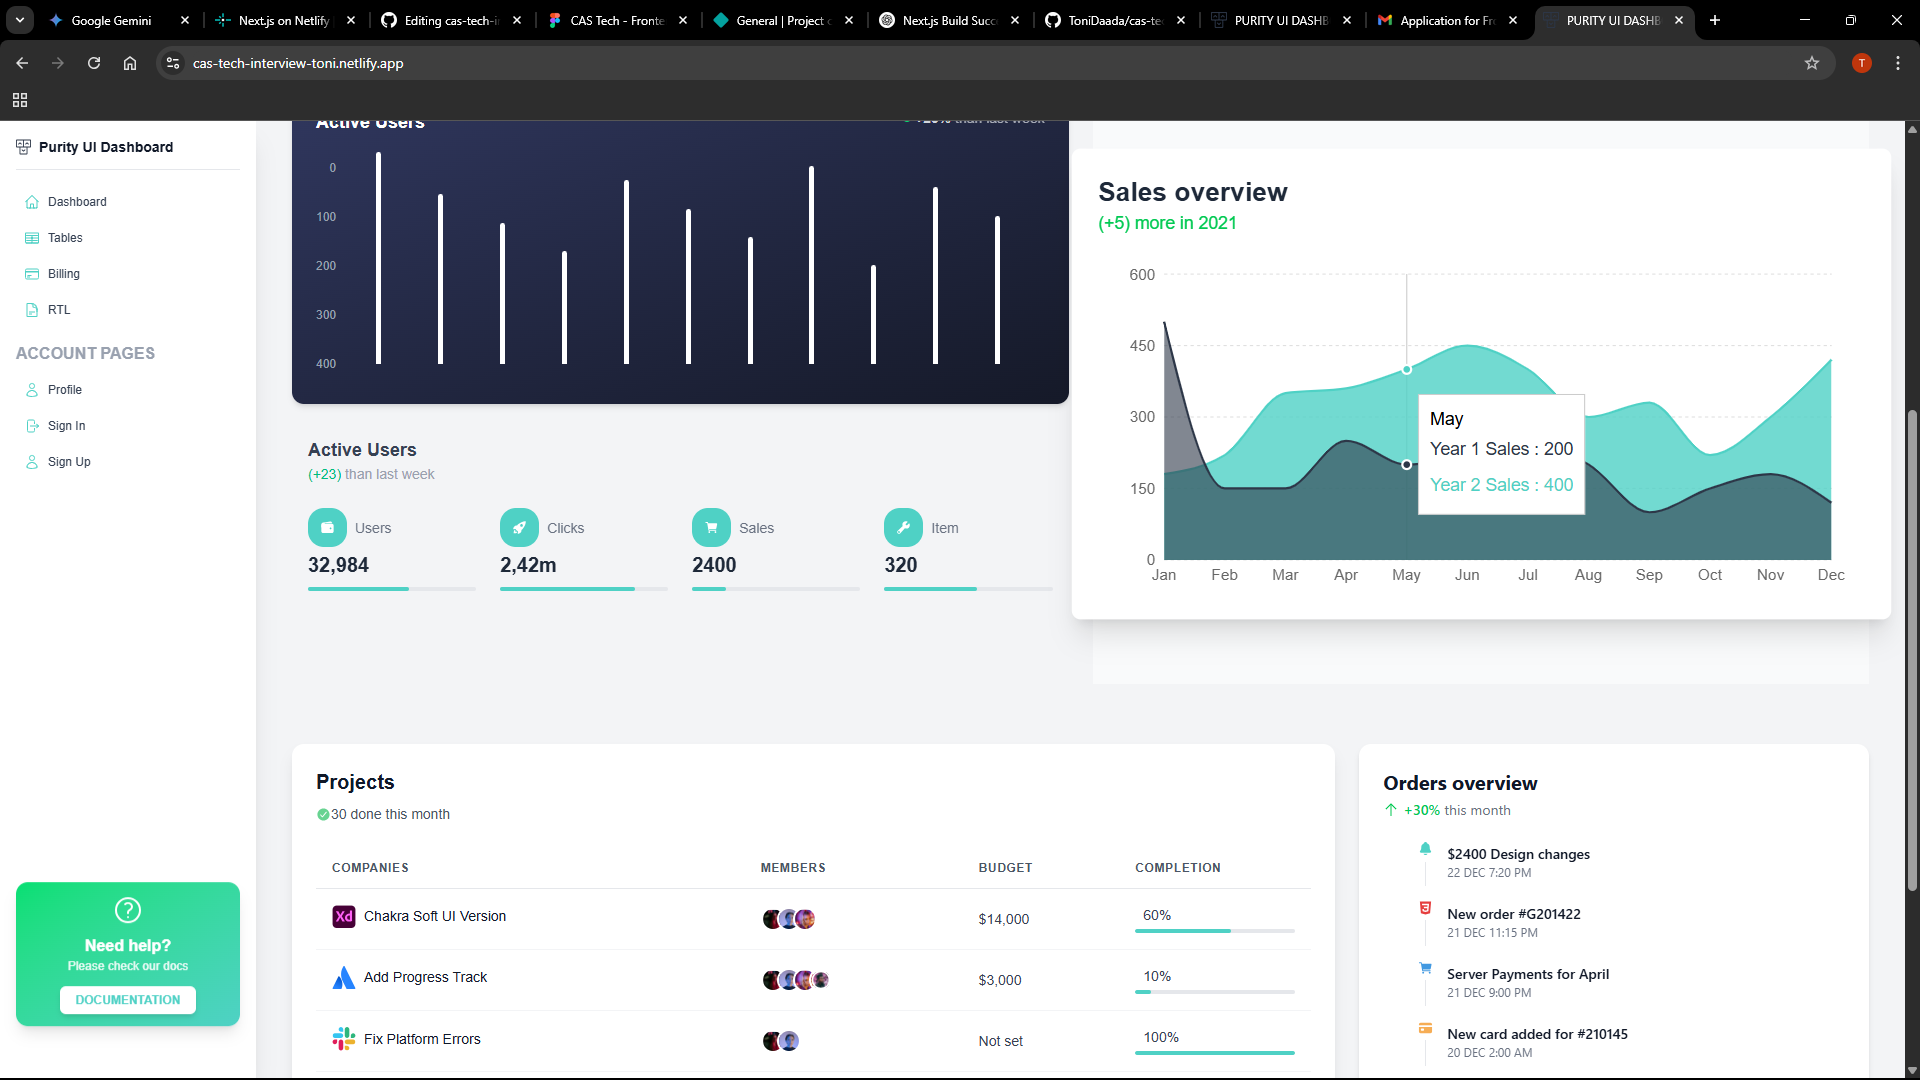 Google Gemini
Next.js on Netlify
Editing cas-tech-i
CAS Tech - Fronte
General | Project c
Next.js Build Succ
ToniDaada/cas-te
PURITY UI DASHB
Application for Fr
PURITY UI DASHB
cas-tech-interview-toni.netlify.app
T
Purity UI Dashboard
Dashboard
Tables
Billing
RTL
ACCOUNT PAGES
Profile
Sign In
Sign Up
Need help?
Please check our docs
DOCUMENTATION
Active Users
than last week
0
100
200
300
400
Active Users
(+23) than last week
Users
32,984
Clicks
2,42m
Sales
2400
Item
320
Sales overview
(+5) more in 2021
600
450
300
150
0
May
Year 1 Sales : 200
Year 2 Sales : 400
Jan Feb Mar Apr May Jun Jul Aug Sep Oct Nov Dec
Projects
30 done this month
COMPANIES MEMBERS BUDGET COMPLETION
Xd Chakra Soft UI Version $14,000 60%
Add Progress Track $3,000 10%
Fix Platform Errors Not set 100%
Orders overview
+30% this month
$2400 Design changes
22 DEC 7:20 PM
New order #G201422
21 DEC 11:15 PM
Server Payments for April
21 DEC 9:00 PM
New card added for #210145
20 DEC 2:00 AM